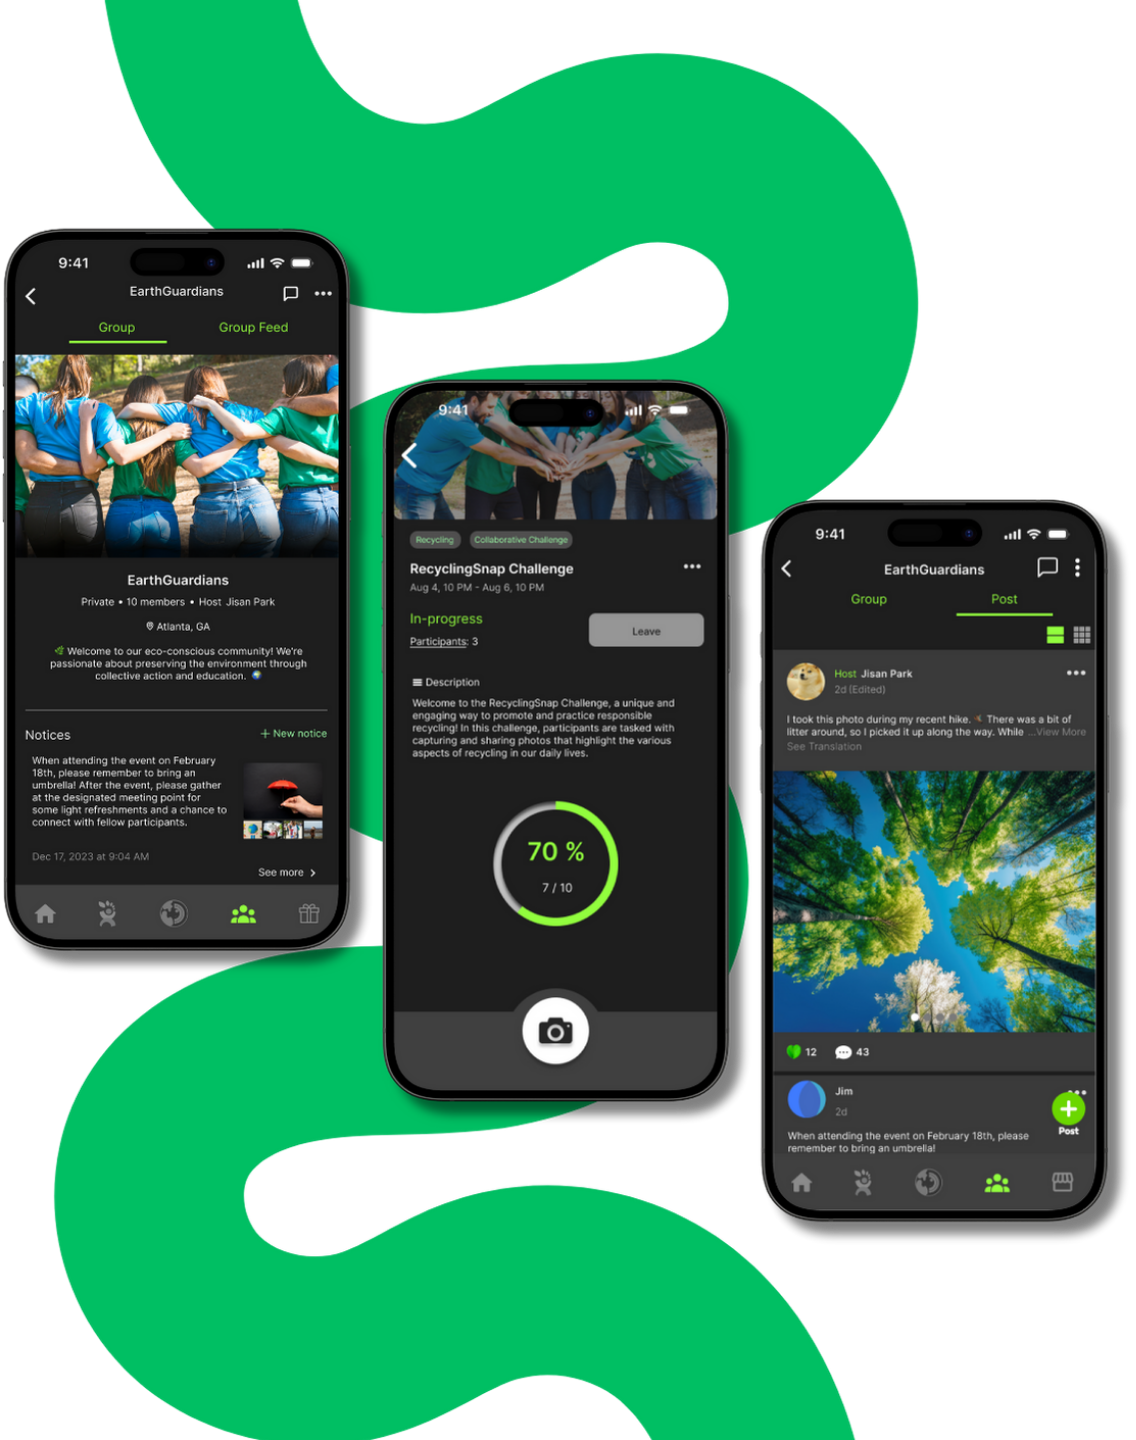 9:41
EarthGuardians
Group
Group Feed
EarthGuardians
Private • 10 members • Host Jisan Park
Atlanta, GA
Welcome to our eco-conscious community! We're
passionate about preserving the environment through
collective action and education.
Notices
+ New notice
When attending the event on February
18th, please remember to bring an
umbrella! After the event, please gather
at the designated meeting point for
some light refreshments and a chance to
connect with fellow participants.
Dec 17, 2023 at 9:04 AM
See more >
9:41
Recycling
Collaborative Challenge
RecyclingSnap Challenge
Aug 4, 10 PM - Aug 6, 10 PM
In-progress
Participants: 3
Leave
Description
Welcome to the RecyclingSnap Challenge, a unique and
engaging way to promote and practice responsible
recycling! In this challenge, participants are tasked with
capturing and sharing photos that highlight the various
aspects of recycling in our daily lives.
70 %
7 / 10
9:41
EarthGuardians
Group
Post
Host Jisan Park
2d (Edited)
I took this photo during my recent hike. There was a bit of
litter around, so I picked it up along the way. While ...View More
See Translation
12
43
Jim
2d
Post
When attending the event on February 18th, please
remember to bring an umbrella!